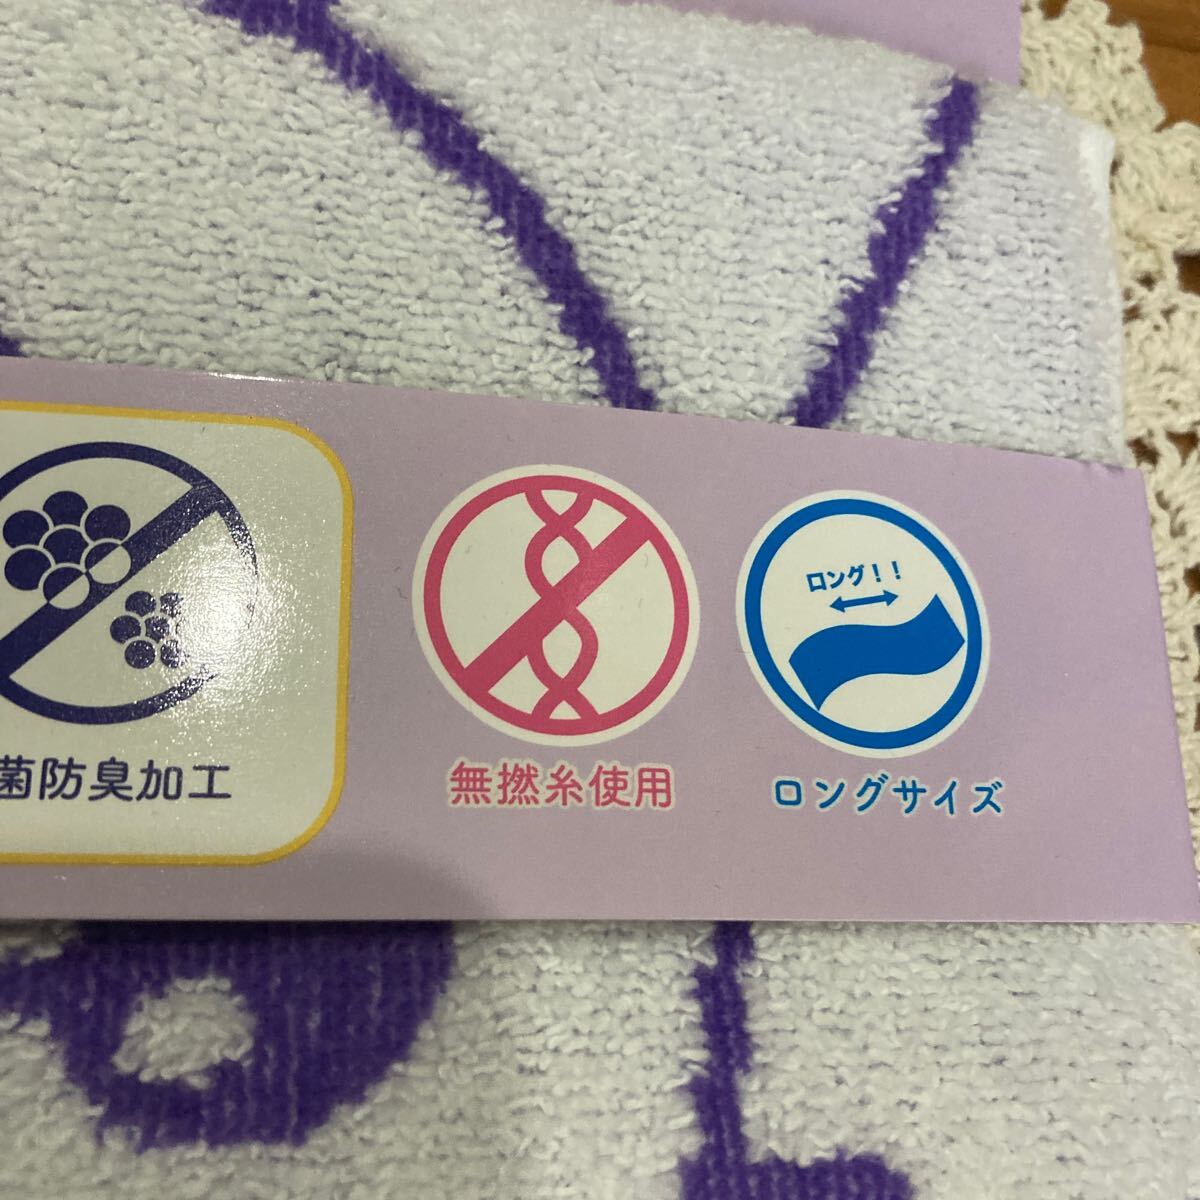 菌防臭加工
無撚糸使用
ロング！！
ロングサイズ